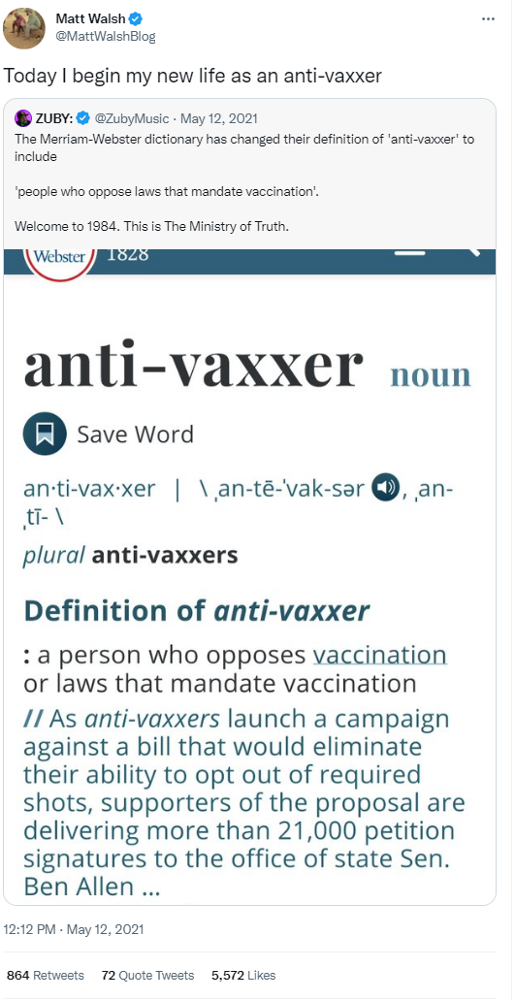 Matt Walsh
@MattWalshBlog
Today I begin my new life as an anti-vaxxer
ZUBY: @ZubyMusic · May 12, 2021
The Merriam-Webster dictionary has changed their definition of 'anti-vaxxer' to
include
'people who oppose laws that mandate vaccination'.
Welcome to 1984. This is The Ministry of Truth.
Webster 1828
anti-vaxxer noun
Save Word
an·ti-vax·xer | \ ˌan-tē-ˈvak-sər , ˌan-
ˌtī- \
plural anti-vaxxers
Definition of anti-vaxxer
: a person who opposes vaccination
or laws that mandate vaccination
// As anti-vaxxers launch a campaign
against a bill that would eliminate
their ability to opt out of required
shots, supporters of the proposal are
delivering more than 21,000 petition
signatures to the office of state Sen.
Ben Allen ...
12:12 PM · May 12, 2021
864 Retweets 72 Quote Tweets 5,572 Likes